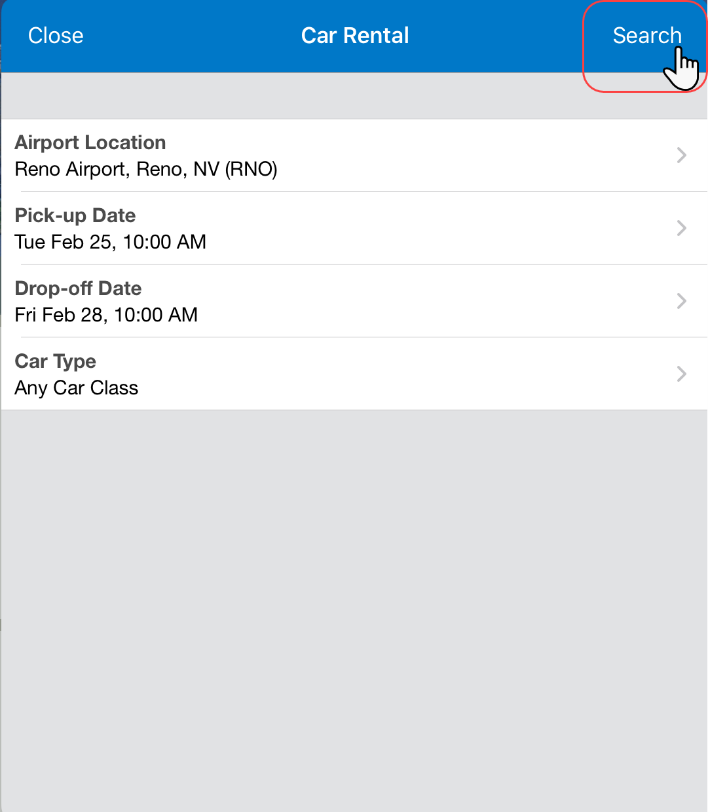 Close Car Rental Search
Airport Location
Reno Airport, Reno, NV (RNO)
Pick-up Date
Tue Feb 25, 10:00 AM
Drop-off Date
Fri Feb 28, 10:00 AM
Car Type
Any Car Class